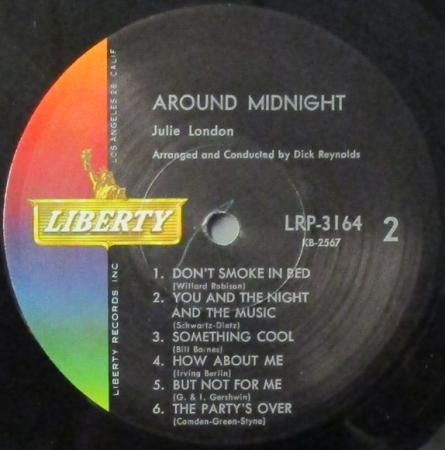 AROUND MIDNIGHT
Julie London
Arranged and Conducted by Dick Reynolds
LIBERTY
LRP-3164
KB-2567
2
1. DON'T SMOKE IN BED
(Willard Robison)
2. YOU AND THE NIGHT
AND THE MUSIC
(Schwartz-Dietz)
3. SOMETHING COOL
(Bill Barnes)
4. HOW ABOUT ME
(Irving Berlin)
5. BUT NOT FOR ME
(G. & I. Gershwin)
6. THE PARTY'S OVER
(Comden-Green-Styne)
LIBERTY RECORDS INC
LOS ANGELES 28 CALIF